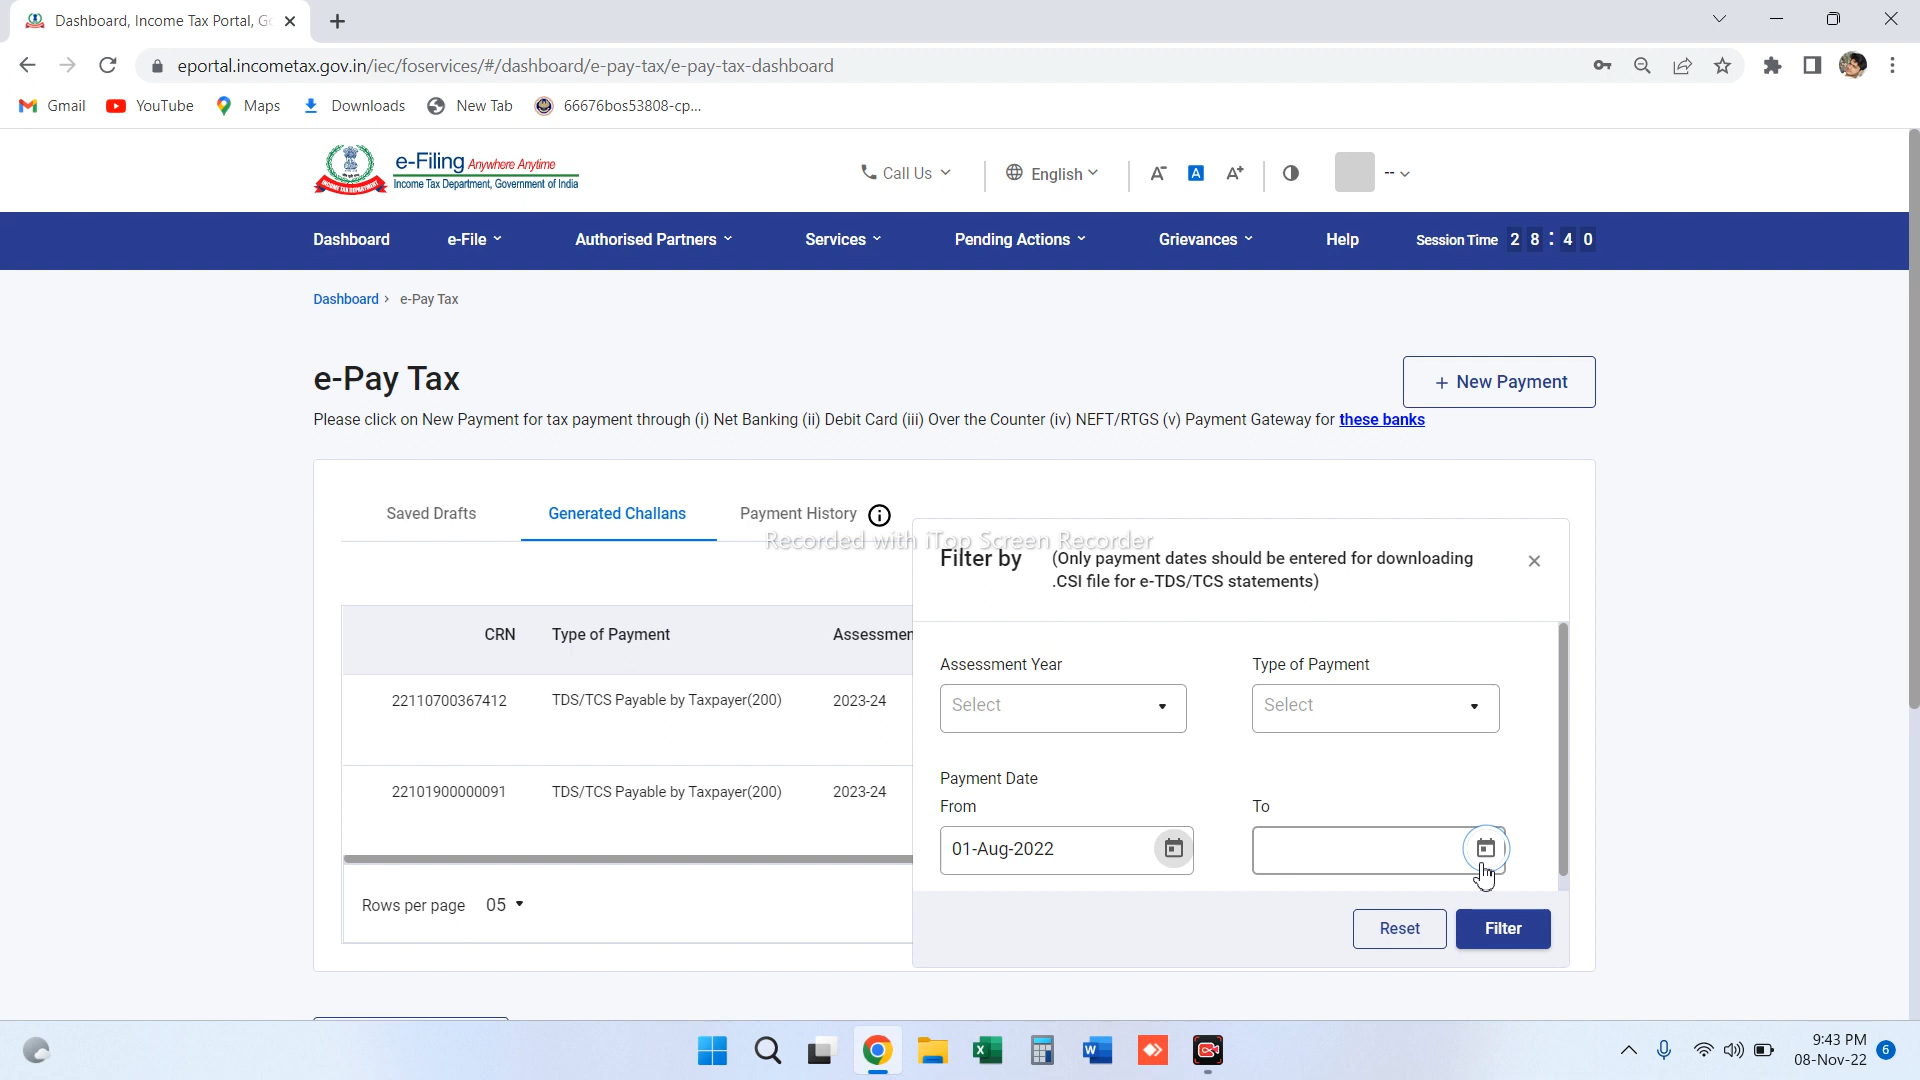 Dashboard, Income Tax Portal, Go
eportal.incometax.gov.in/iec/foservices/#/dashboard/e-pay-tax/e-pay-tax-dashboard
Gmail YouTube Maps Downloads New Tab 66676bos53808-cp...
e-Filing Anywhere Anytime
Income Tax Department, Government of India
INCOME TAX DEPARTMENT
Call Us English A- A A+ --
Dashboard e-File Authorised Partners Services Pending Actions Grievances Help Session Time 2 8 : 4 0
Dashboard > e-Pay Tax
e-Pay Tax
+ New Payment
Please click on New Payment for tax payment through (i) Net Banking (ii) Debit Card (iii) Over the Counter (iv) NEFT/RTGS (v) Payment Gateway for these banks
Saved Drafts Generated Challans Payment History
Recorded with iTop Screen Recorder
Filter by (Only payment dates should be entered for downloading
.CSI file for e-TDS/TCS statements)
CRN Type of Payment Assessmen
22110700367412 TDS/TCS Payable by Taxpayer(200) 2023-24
22101900000091 TDS/TCS Payable by Taxpayer(200) 2023-24
Rows per page 05
Assessment Year Type of Payment
Select Select
Payment Date
From To
01-Aug-2022
Reset Filter
9:43 PM
08-Nov-22 6